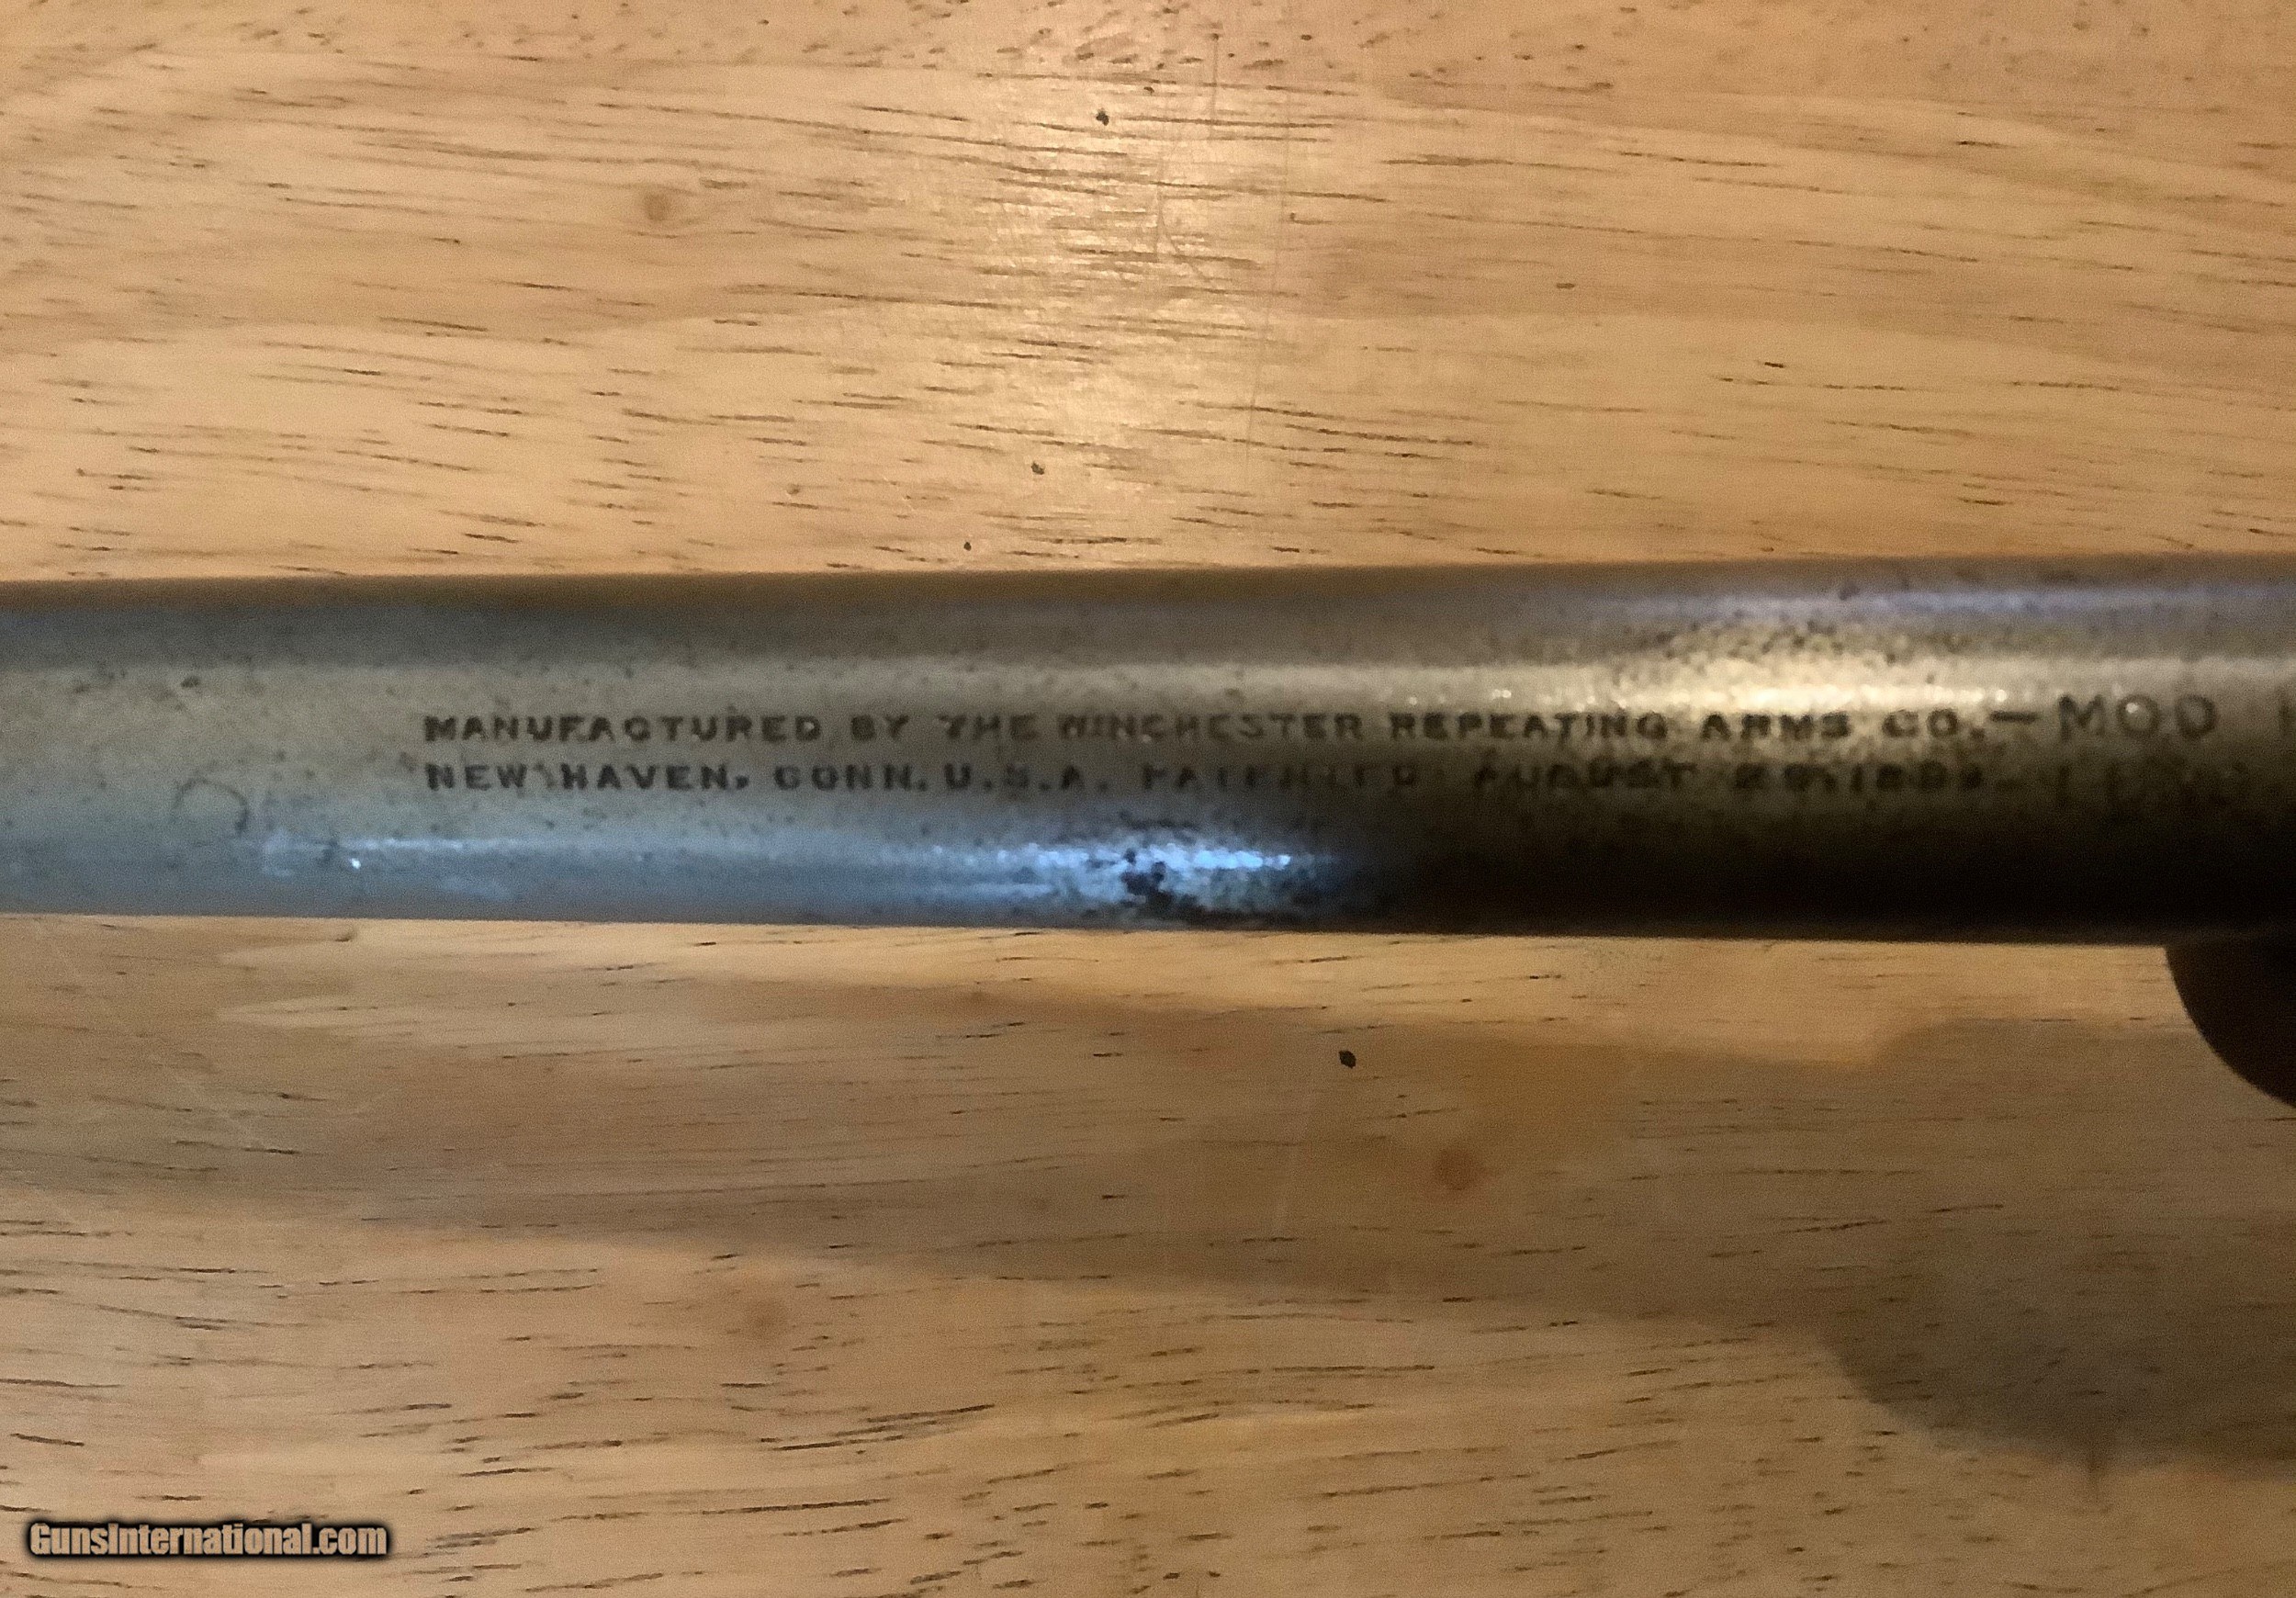 MANUFACTURED BY THE WINCHESTER REPEATING ARMS CO.—MOD
NEW HAVEN, CONN. U.S.A. PATENTED AUGUST
GunsInternational.com